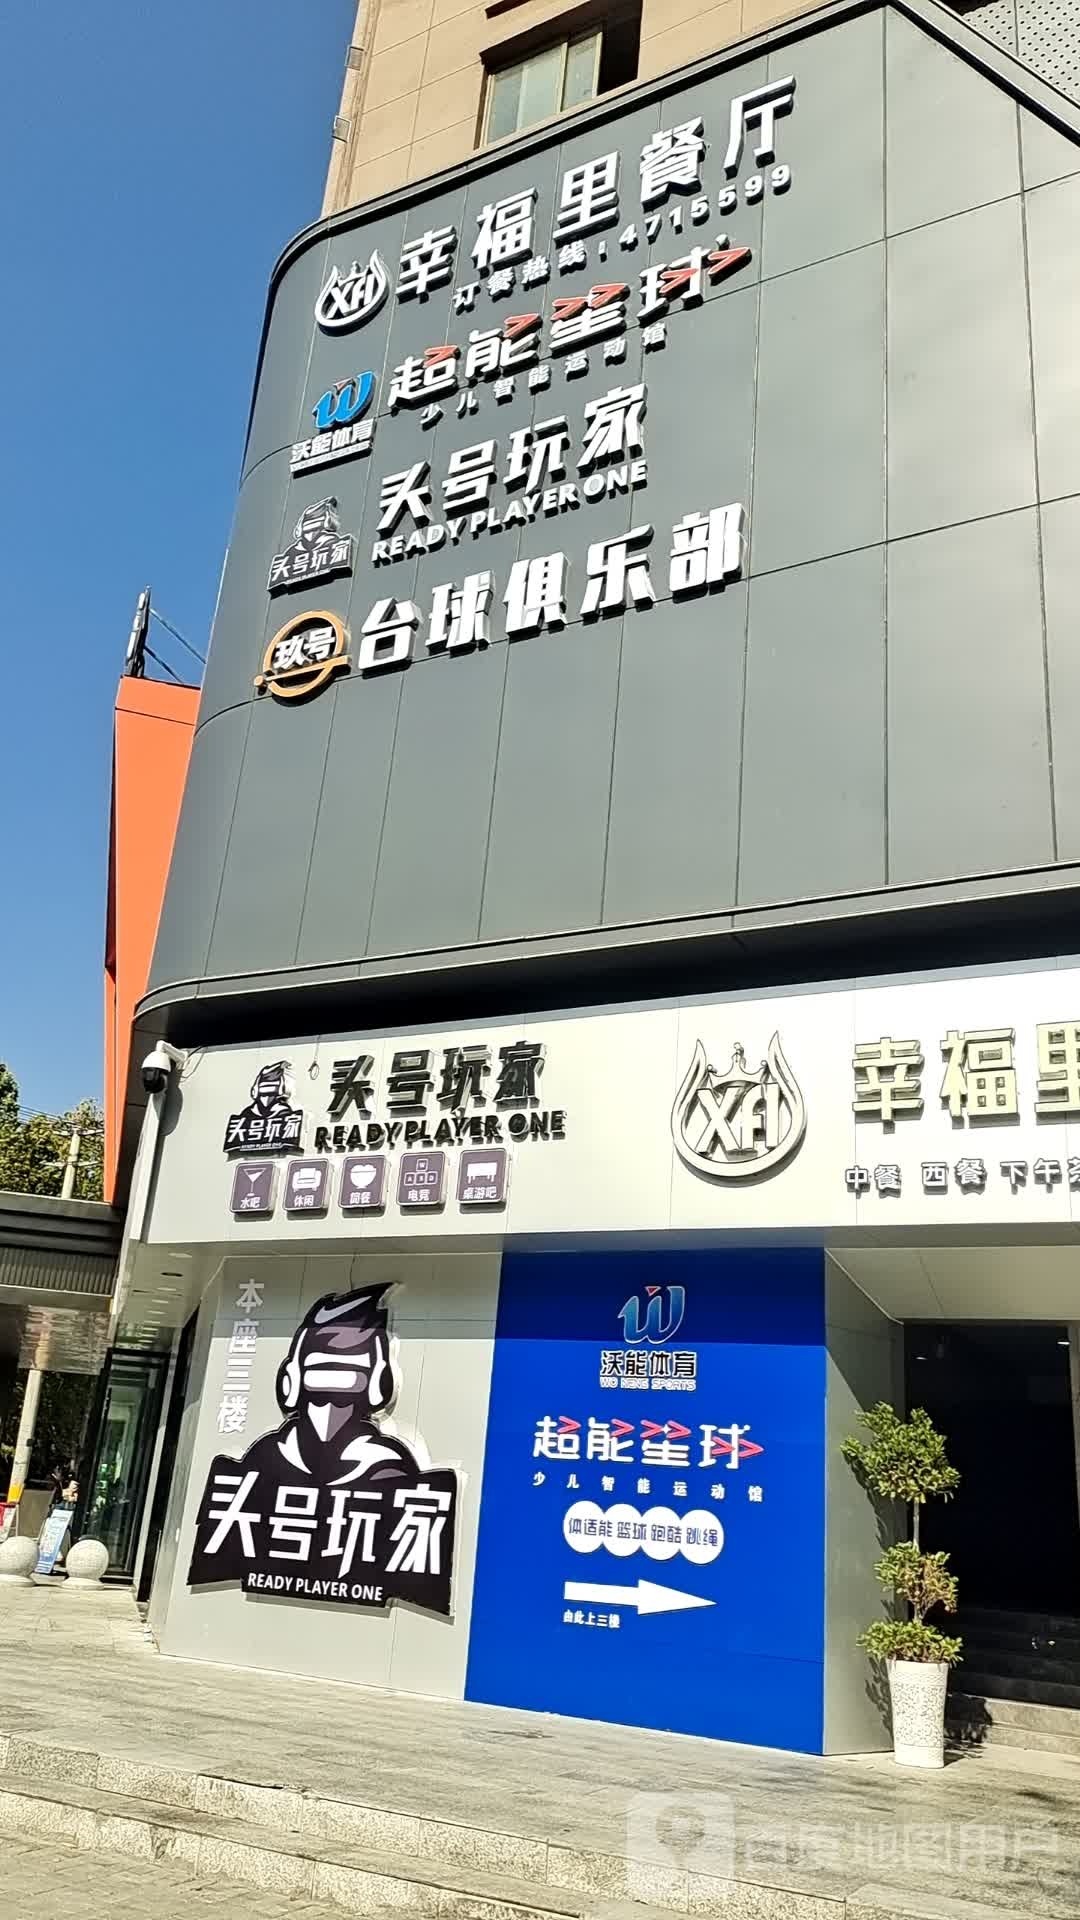 幸福里餐厅
订餐热线:4715599
XFL
超能星球
少儿智能运动馆
沃能体育
头号玩家
READY PLAYER ONE
头号玩家
玖号
台球俱乐部
头号玩家
头号玩家
READY PLAYER ONE
水吧 休闲 简餐 电竞 桌游吧
XFL
幸福里
中餐 西餐 下午茶
本座三楼
头号玩家
READY PLAYER ONE
沃能体育
WO NENG SPORTS
超能星球
少儿智能运动馆
体适能 篮球 跑酷 跳绳
由此上三楼
百度地图用户